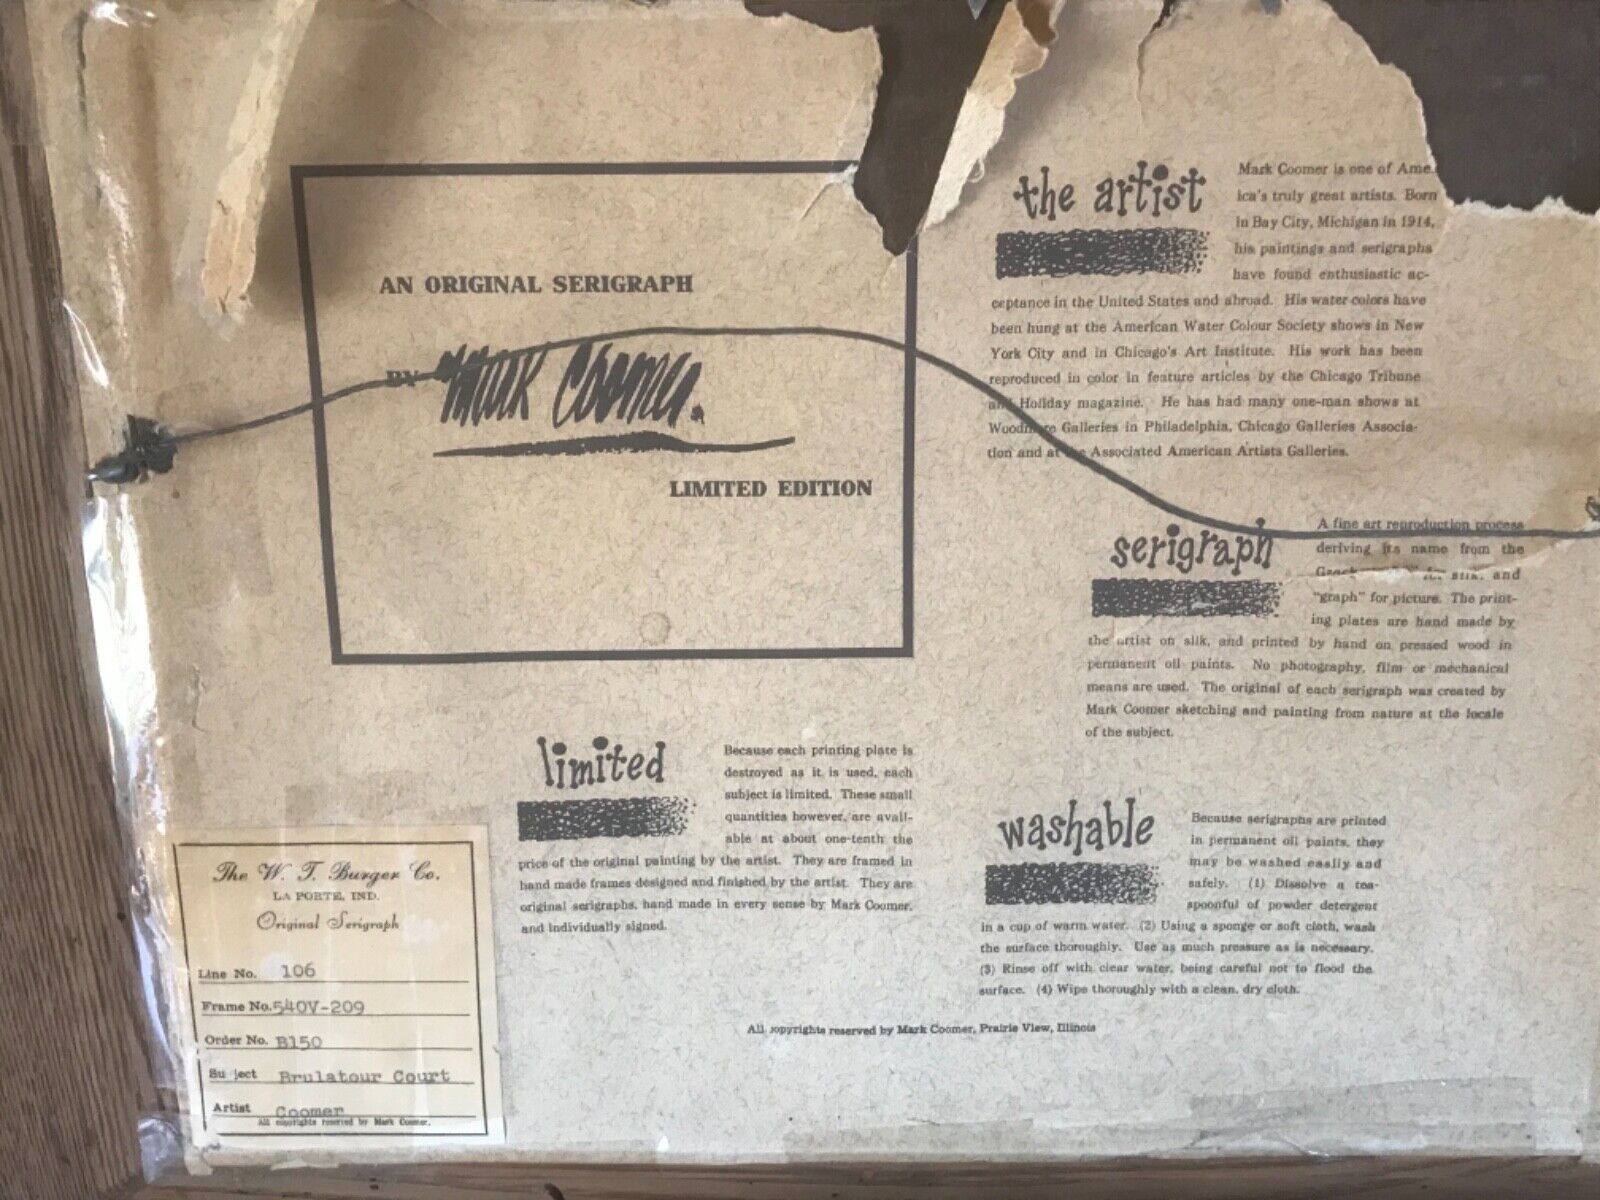 AN ORIGINAL SERIGRAPH
BY Mark Coomer.
LIMITED EDITION
the artist
Mark Coomer is one of Amer
ica's truly great artists. Born
in Bay City, Michigan in 1914,
his paintings and serigraphs
have found enthusiastic ac-
ceptance in the United States and abroad. His water colors have
been hung at the American Water Colour Society shows in New
York City and in Chicago's Art Institute. His work has been
reproduced in color in feature articles by the Chicago Tribune
and Holiday magazine. He has had many one-man shows at
Woodmere Galleries in Philadelphia, Chicago Galleries Associa-
tion and at the Associated American Artists Galleries.
serigraph
A fine art reproduction process
deriving its name from the
and
"graph" for picture. The print-
ing plates are hand made by
the artist on silk, and printed by hand on pressed wood in
permanent oil paints. No photography, film or mechanical
means are used. The original of each serigraph was created by
Mark Coomer sketching and painting from nature at the locale
of the subject.
limited
Because each printing plate is
destroyed as it is used, each
subject is limited. These small
quantities however, are avail-
able at about one-tenth the
price of the original painting by the artist. They are framed in
hand made frames designed and finished by the artist. They are
original serigraphs, hand made in every sense by Mark Coomer,
and individually signed.
washable
Because serigraphs are printed
in permanent oil paints, they
may be washed easily and
safely. (1) Dissolve a tea-
spoonful of powder detergent
in a cup of warm water. (2) Using a sponge or soft cloth, wash
the surface thoroughly. Use as much pressure as is necessary.
(3) Rinse off with clear water, being careful not to flood the
surface. (4) Wipe thoroughly with a clean, dry cloth.
All copyrights reserved by Mark Coomer, Prairie View, Illinois
The W. T. Burger Co.
LA PORTE, IND.
Original Serigraph
Line No. 106
Frame No. 540V-209
Order No. B150
Subject Brulatour Court
Artist Coomer
All copyrights reserved by Mark Coomer.